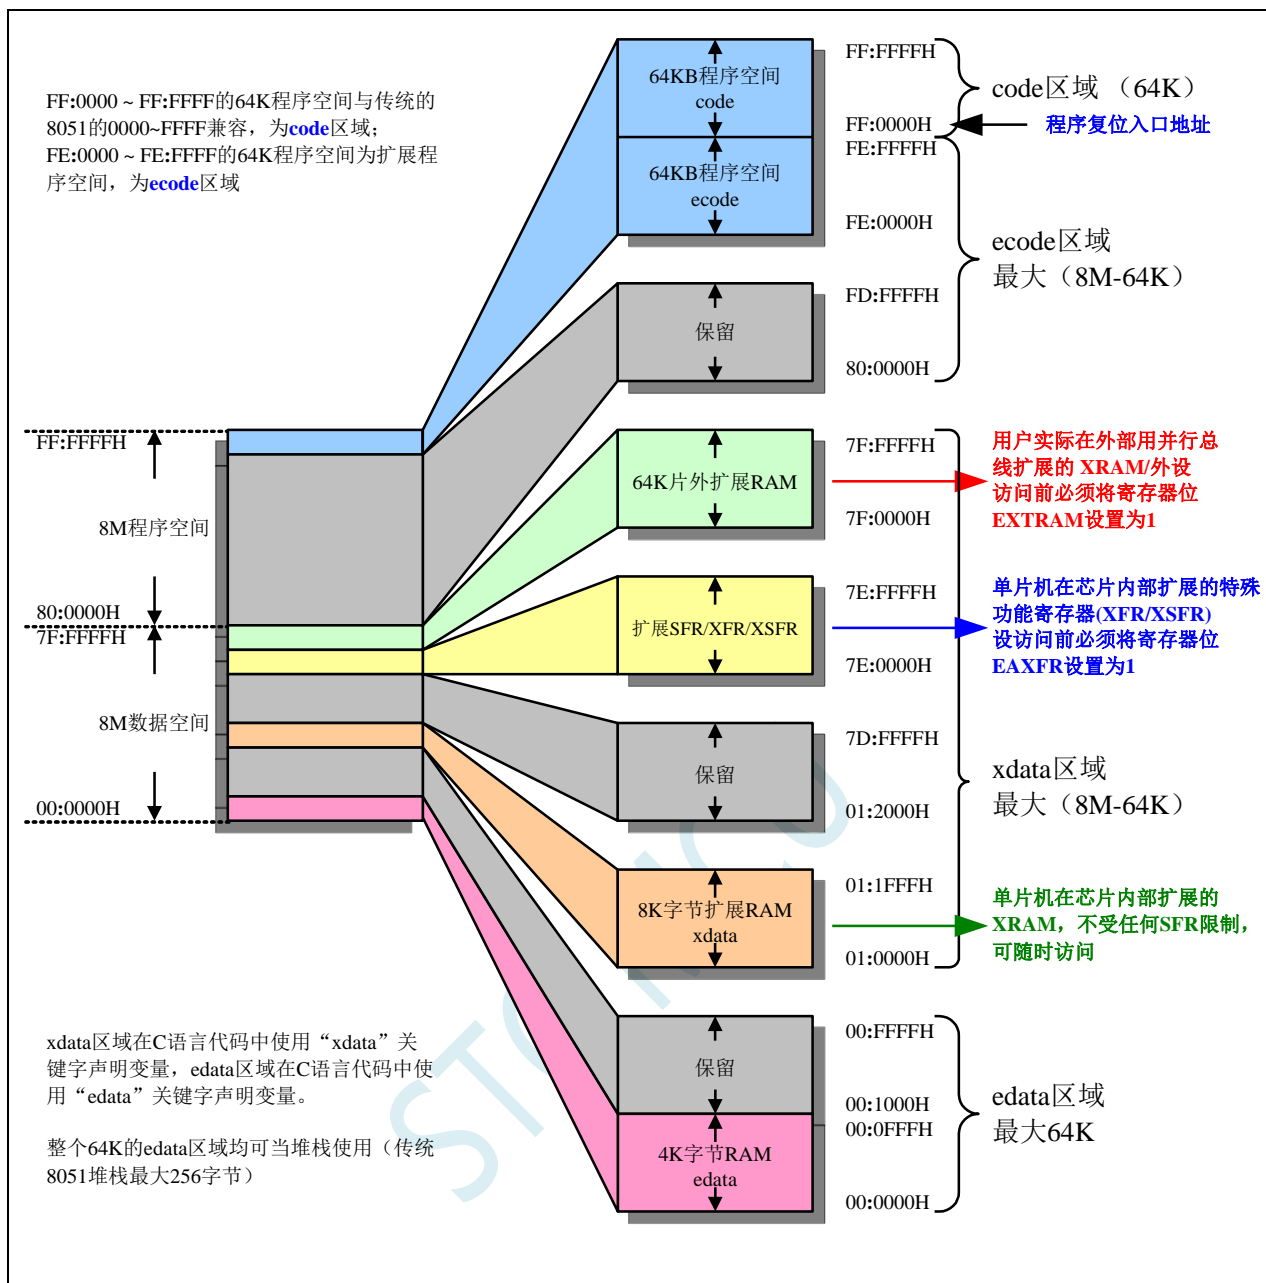 FF:0000 ~ FF:FFFF的64K程序空间与传统的
8051的0000~FFFF兼容，为code区域；
FE:0000 ~ FE:FFFF的64K程序空间为扩展程
序空间，为ecode区域
64KB程序空间
code
64KB程序空间
ecode
FF:FFFFH
FF:0000H
FE:FFFFH
FE:0000H
code区域 （64K）
程序复位入口地址
ecode区域
最大（8M-64K）
保留
FD:FFFFH
80:0000H
FF:FFFFH
8M程序空间
80:0000H
7F:FFFFH
8M数据空间
00:0000H
64K片外扩展RAM
7F:FFFFH
7F:0000H
用户实际在外部用并行总
线扩展的 XRAM/外设
访问前必须将寄存器位
EXTRAM设置为1
扩展SFR/XFR/XSFR
7E:FFFFH
7E:0000H
单片机在芯片内部扩展的特殊
功能寄存器(XFR/XSFR)
设访问前必须将寄存器位
EAXFR设置为1
保留
7D:FFFFH
01:2000H
xdata区域
最大（8M-64K）
8K字节扩展RAM
xdata
01:1FFFH
01:0000H
单片机在芯片内部扩展的
XRAM，不受任何SFR限制，
可随时访问
保留
00:FFFFH
00:1000H
00:0FFFH
4K字节RAM
edata
00:0000H
edata区域
最大64K
xdata区域在C语言代码中使用“xdata”关
键字声明变量，edata区域在C语言代码中使
用“edata”关键字声明变量。
整个64K的edata区域均可当堆栈使用（传统
8051堆栈最大256字节）
STC MCU